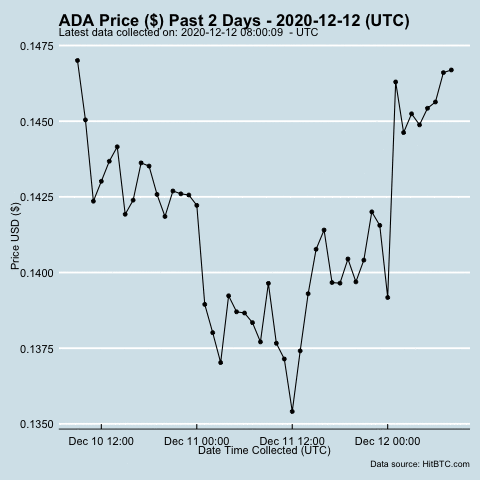 ADA Price ($) Past 2 Days - 2020-12-12 (UTC)
Latest data collected on: 2020-12-12 08:00:09 - UTC
0.1475
0.1450
0.1425
0.1400
0.1375
0.1350
Price USD ($)
Dec 10 12:00 Dec 11 00:00 Dec 11 12:00 Dec 12 00:00
Date Time Collected (UTC)
Data source: HitBTC.com